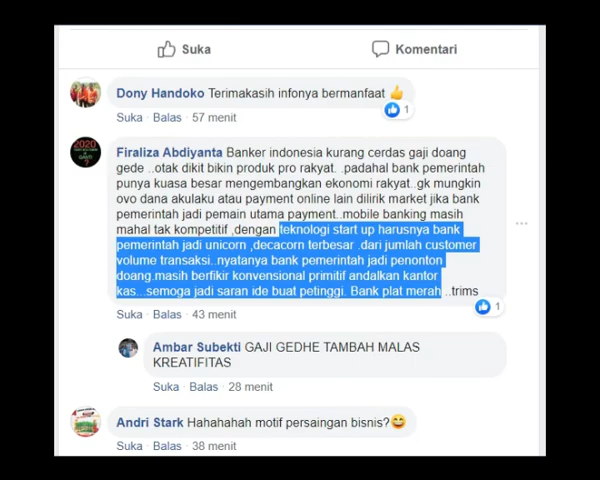 Suka Komentari
Dony Handoko Terimakasih infonya bermanfaat 👍
1
Suka · Balas · 57 menit
2020
GANTI
?
Firaliza Abdiyanta Banker indonesia kurang cerdas gaji doang
gede ..otak dikit bikin produk pro rakyat. .padahal bank pemerintah
punya kuasa besar mengembangkan ekonomi rakyat..gk mungkin
ovo dana akulaku atau payment online lain dilirik market jika bank
pemerintah jadi pemain utama payment..mobile banking masih
mahal tak kompetitif ,dengan teknologi start up harusnya bank
pemerintah jadi unicorn ,decacorn terbesar .dari jumlah customer
volume transaksi..nyatanya bank pemerintah jadi penonton
doang.masih berfikir konvensional primitif andalkan kantor
kas...semoga jadi saran ide buat petinggi. Bank plat merah ..trims
1
Suka · Balas · 43 menit
Ambar Subekti GAJI GEDHE TAMBAH MALAS
KREATIFITAS
Suka · Balas · 28 menit
Andri Stark Hahahahah motif persaingan bisnis?😄
Suka · Balas · 38 menit